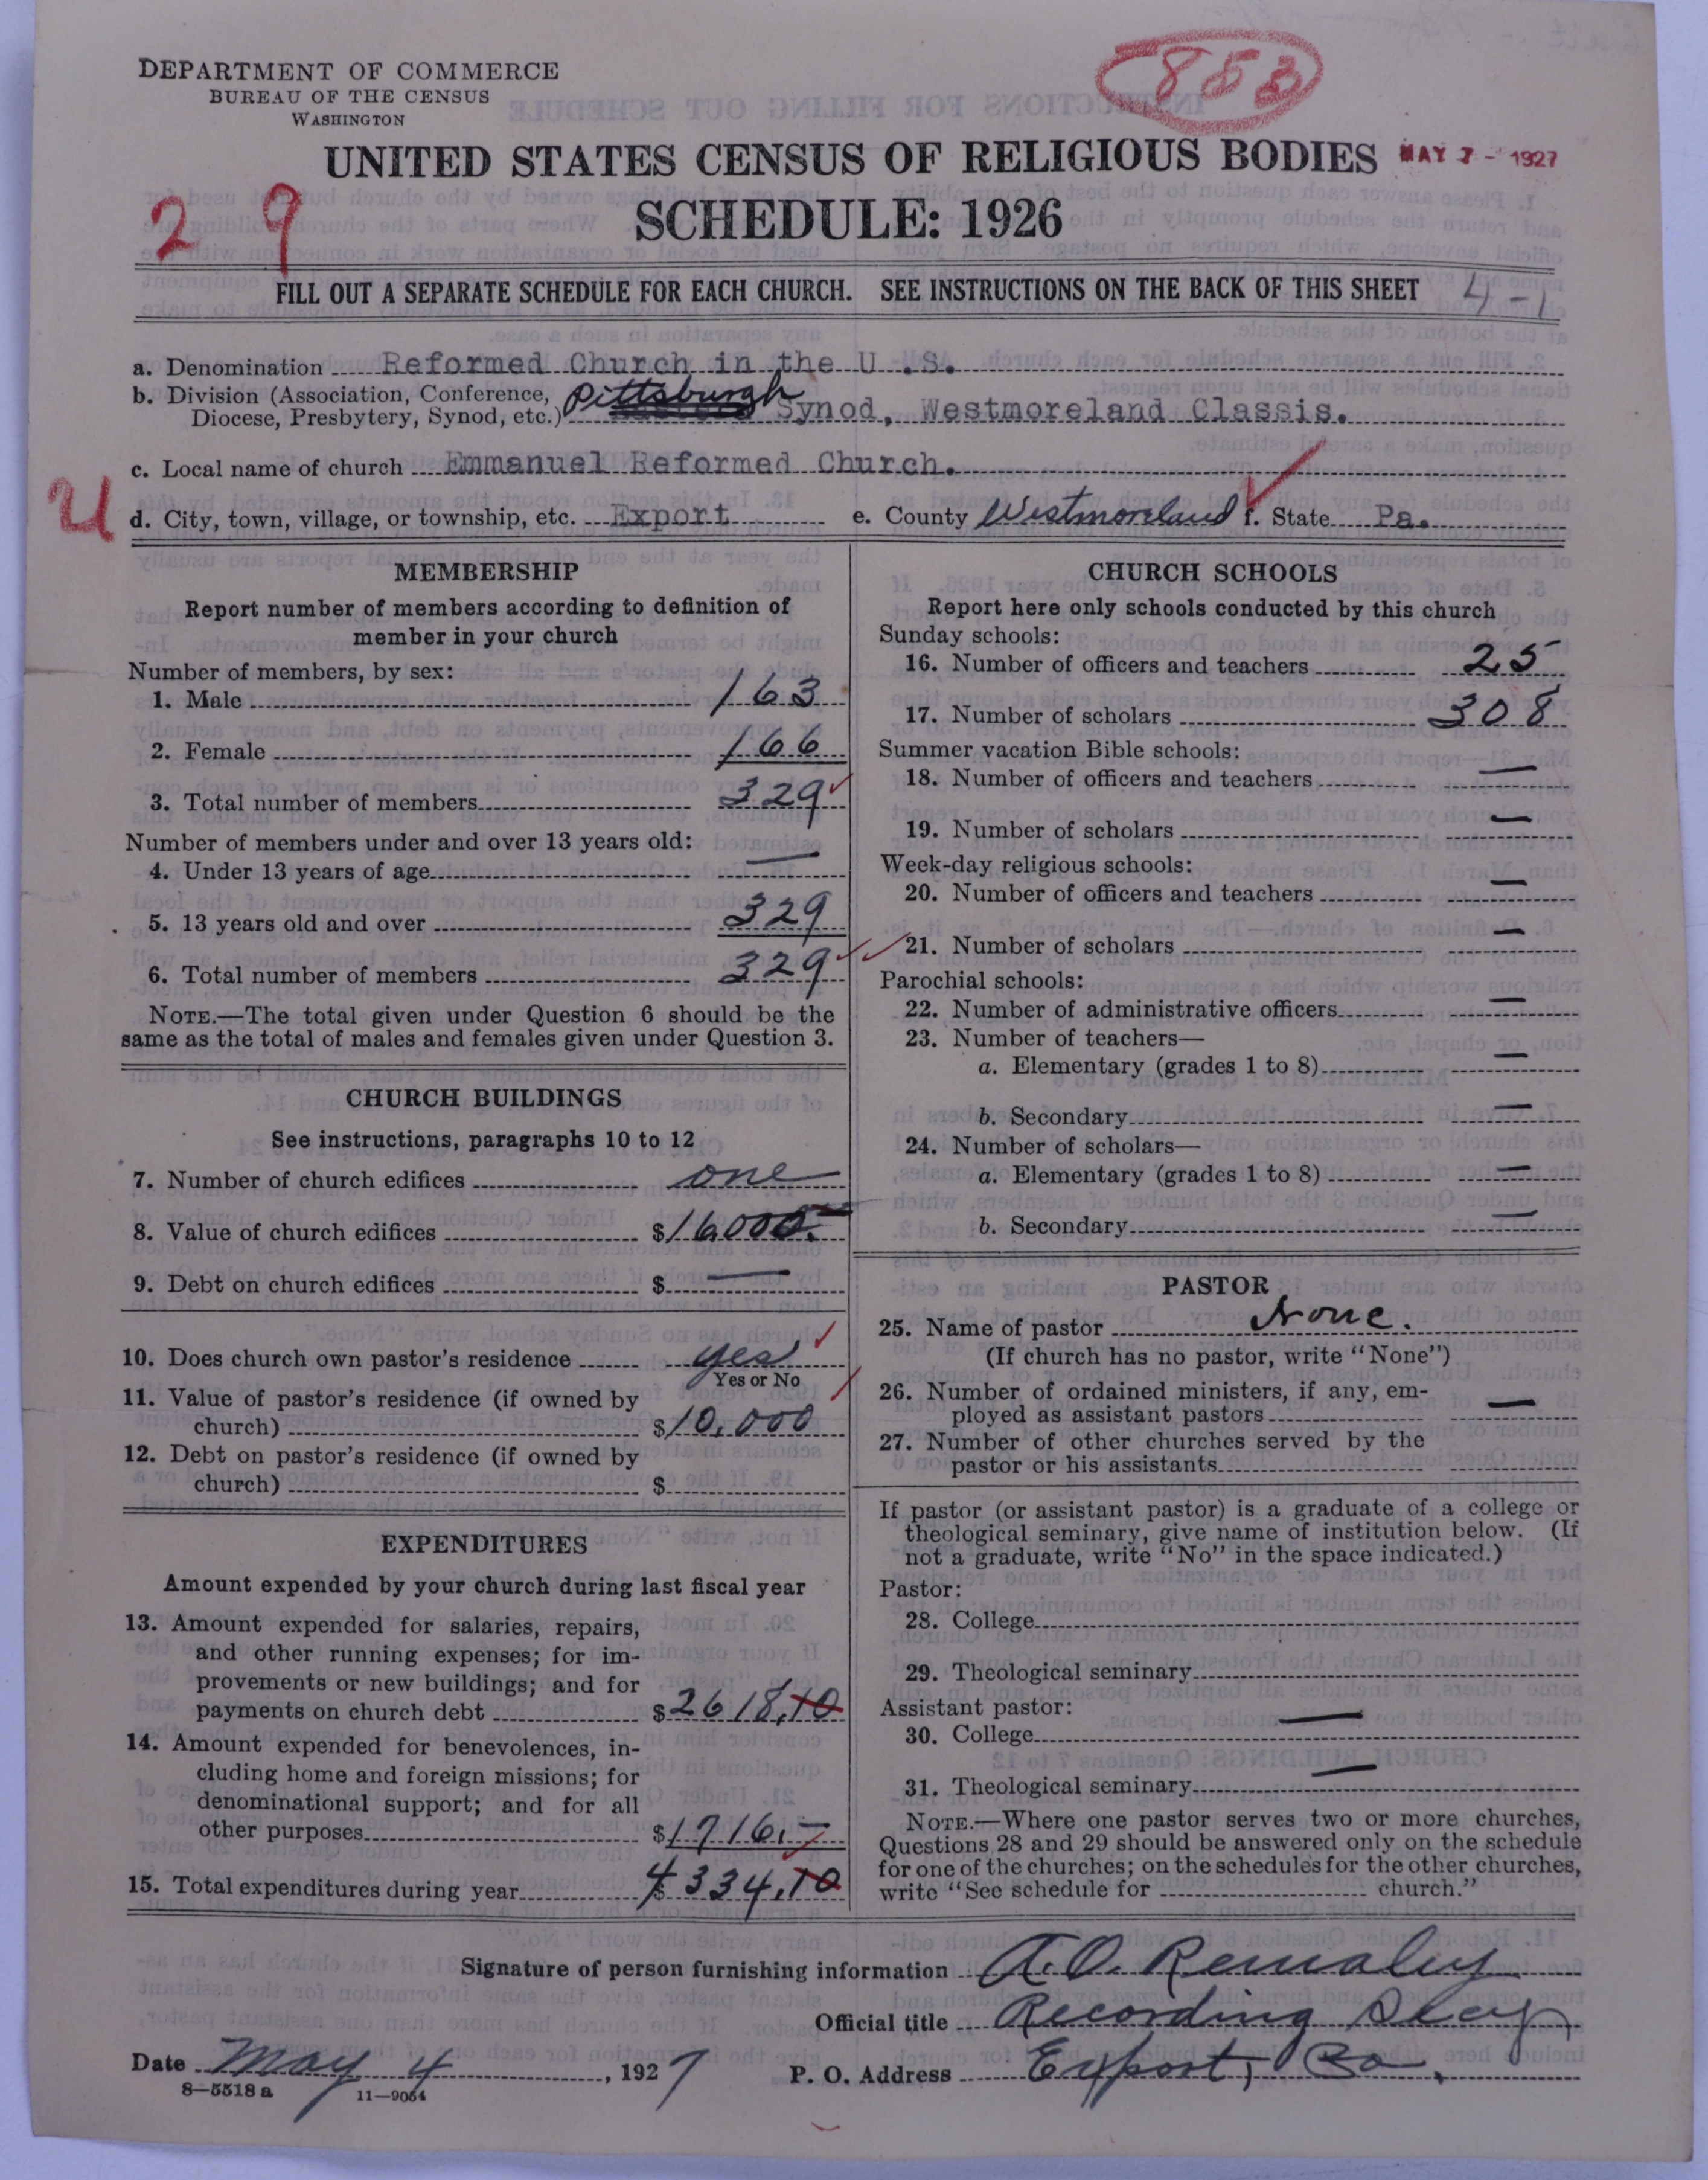 DEPARTMENT OF COMMERCE
BUREAU OF THE CENSUS
WASHINGTON
UNITED STATES CENSUS OF RELIGIOUS BODIES MAY 7 - 1927
2 9
SCHEDULE: 1926
FILL OUT A SEPARATE SCHEDULE FOR EACH CHURCH. SEE INSTRUCTIONS ON THE BACK OF THIS SHEET 4-1
a. Denomination Reformed Church in the U.S.
b. Division (Association, Conference,
Diocese, Presbytery, Synod, etc.) Pittsburgh Synod, Westmoreland Classis.
c. Local name of church Emmanuel Reformed Church.
d. City, town, village, or township, etc. Export e. County Westmoreland f. State Pa.
MEMBERSHIP
Report number of members according to definition of
member in your church
Number of members, by sex:
1. Male 163
2. Female 166
3. Total number of members 329
Number of members under and over 13 years old:
4. Under 13 years of age —
5. 13 years old and over 329
6. Total number of members 329
NOTE.—The total given under Question 6 should be the
same as the total of males and females given under Question 3.
CHURCH BUILDINGS
See instructions, paragraphs 10 to 12
7. Number of church edifices one
8. Value of church edifices $16,000
9. Debt on church edifices $ —
10. Does church own pastor's residence yes
Yes or No
11. Value of pastor's residence (if owned by
church) $10,000
12. Debt on pastor's residence (if owned by
church) $
EXPENDITURES
Amount expended by your church during last fiscal year
13. Amount expended for salaries, repairs,
and other running expenses; for im-
provements or new buildings; and for
payments on church debt $2618.10
14. Amount expended for benevolences, in-
cluding home and foreign missions; for
denominational support; and for all
other purposes $1716.—
15. Total expenditures during year $4334.10
CHURCH SCHOOLS
Report here only schools conducted by this church
Sunday schools:
16. Number of officers and teachers 25
17. Number of scholars 308
Summer vacation Bible schools:
18. Number of officers and teachers —
19. Number of scholars —
Week-day religious schools:
20. Number of officers and teachers —
21. Number of scholars —
Parochial schools:
22. Number of administrative officers —
23. Number of teachers—
a. Elementary (grades 1 to 8) —
b. Secondary —
24. Number of scholars—
a. Elementary (grades 1 to 8) —
b. Secondary —
PASTOR
25. Name of pastor None.
(If church has no pastor, write "None")
26. Number of ordained ministers, if any, em-
ployed as assistant pastors —
27. Number of other churches served by the
pastor or his assistants
If pastor (or assistant pastor) is a graduate of a college or
theological seminary, give name of institution below. (If
not a graduate, write "No" in the space indicated.)
Pastor:
28. College
29. Theological seminary
Assistant pastor:
30. College —
31. Theological seminary —
NOTE.—Where one pastor serves two or more churches,
Questions 28 and 29 should be answered only on the schedule
for one of the churches; on the schedules for the other churches,
write "See schedule for church."
Signature of person furnishing information A. O. Remaley
Official title Recording Secy
Date May 4, 1927 P. O. Address Export, Pa.
8—5518 a 11—9054